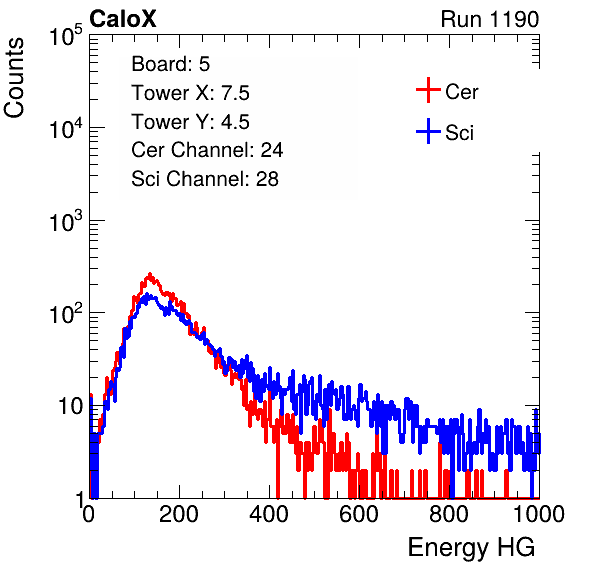 CaloX Run 1190
Counts
10^5
10^4
10^3
10^2
10
1
Board: 5
Tower X: 7.5
Tower Y: 4.5
Cer Channel: 24
Sci Channel: 28
Cer
Sci
0 200 400 600 800 1000
Energy HG